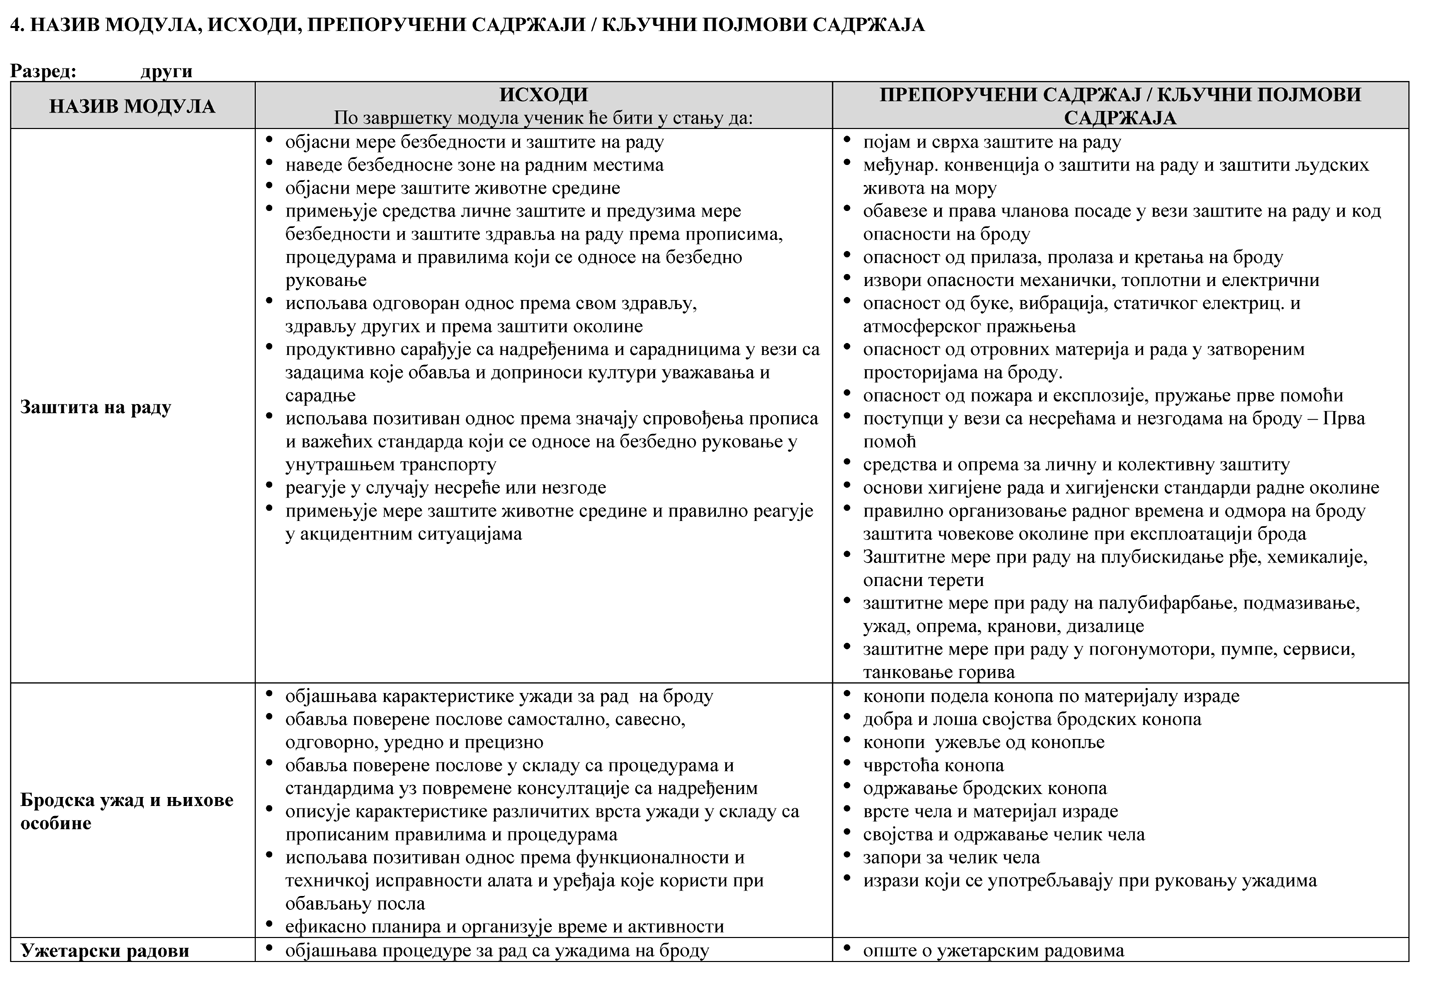 4. НАЗИВ МОДУЛА, ИСХОДИ, ПРЕПОРУЧЕНИ САДРЖАЈИ / КЉУЧНИ ПОЈМОВИ САДРЖАЈА
Разред: други
НАЗИВ МОДУЛА
ИСХОДИ
По завршетку модула ученик ће бити у стању да:
ПРЕПОРУЧЕНИ САДРЖАЈ / КЉУЧНИ ПОЈМОВИ
САДРЖАЈА
Заштита на раду
• објасни мере безбедности и заштите на раду
• наведе безбедносне зоне на радним местима
• објасни мере заштите животне средине
• примењује средства личне заштите и предузима мере
безбедности и заштите здравља на раду према прописима,
процедурама и правилима који се односе на безбедно
руковање
• испољава одговоран однос према свом здрављу,
здрављу других и према заштити околине
• продуктивно сарађује са надређенима и сарадницима у вези са
задацима које обавља и доприноси култури уважавања и
сарадње
• испољава позитиван однос према значају спровођења прописа
и важећих стандарда који се односе на безбедно руковање у
унутрашњем транспорту
• реагује у случају несреће или незгоде
• примењује мере заштите животне средине и правилно реагује
у акцидентним ситуацијама
• појам и сврха заштите на раду
• међунар. конвенција о заштити на раду и заштити људских
живота на мору
• обавезе и права чланова посаде у вези заштите на раду и код
опасности на броду
• опасност од прилаза, пролаза и кретања на броду
• извори опасности механички, топлотни и електрични
• опасност од буке, вибрација, статичког електриц. и
атмосферског пражњења
• опасност од отровних материја и рада у затвореним
просторијама на броду.
• опасност од пожара и експлозије, пружање прве помоћи
• поступци у вези са несрећама и незгодама на броду – Прва
помоћ
• средства и опрема за личну и колективну заштиту
• основи хигијене рада и хигијенски стандарди радне околине
• правилно организовање радног времена и одмора на броду
заштита човекове околине при експлоатацији брода
• Заштитне мере при раду на плубискидање рђе, хемикалије,
опасни терети
• заштитне мере при раду на палубифарбање, подмазивање,
ужад, опрема, кранови, дизалице
• заштитне мере при раду у погонумотори, пумпе, сервиси,
танковање горива
Бродска ужад и њихове
особине
• објашњава карактеристике ужади за рад на броду
• обавља поверене послове самостално, савесно,
одговорно, уредно и прецизно
• обавља поверене послове у складу са процедурама и
стандардима уз повремене консултације са надређеним
• описује карактеристике различитих врста ужади у складу са
прописаним правилима и процедурама
• испољава позитиван однос према функционалности и
техничкој исправности алата и уређаја које користи при
обављању посла
• ефикасно планира и организује време и активности
• конопи подела конопа по материјалу израде
• добра и лоша својства бродских конопа
• конопи ужевље од конопље
• чврстоћа конопа
• одржавање бродских конопа
• врсте чела и материјал израде
• својства и одржавање челик чела
• запори за челик чела
• изрази који се употребљавају при руковању ужадима
Ужетарски радови
• објашњава процедуре за рад са ужадима на броду
• опште о ужетарским радовима